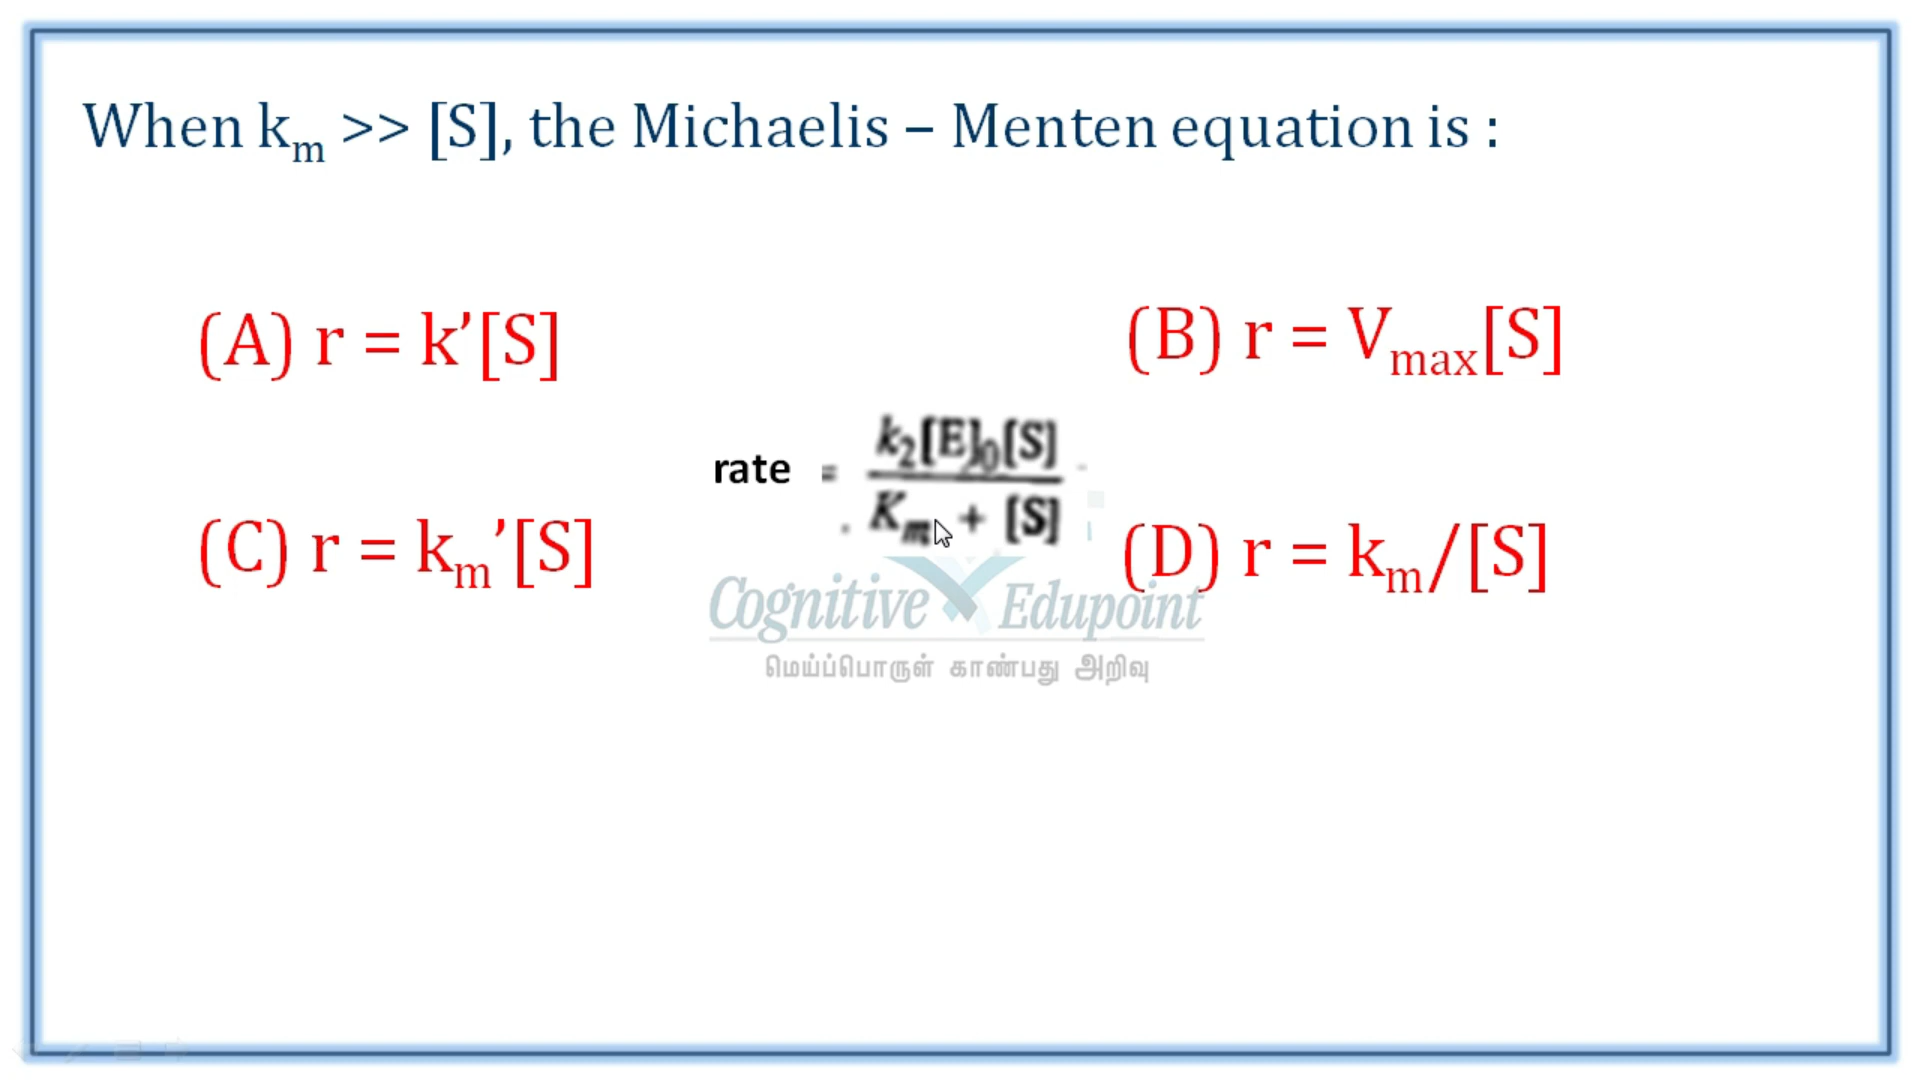 When kₘ >> [S], the Michaelis – Menten equation is :
(A) r = k’[S]
(B) r = Vₘₐₓ[S]
rate = k₂[E]₀[S] / Kₘ + [S]
(C) r = kₘ’[S]
(D) r = kₘ/[S]
Cognitive Edupoint
மெய்ப்பொருள் காண்பது அறிவு